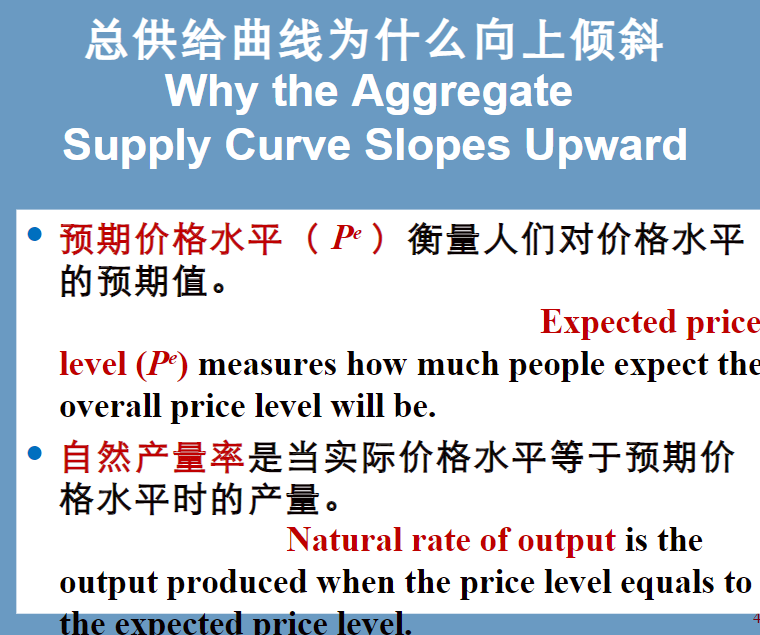 总供给曲线为什么向上倾斜
Why the Aggregate
Supply Curve Slopes Upward
• 预期价格水平（Pᵉ）衡量人们对价格水平
的预期值。
Expected price
level (Pᵉ) measures how much people expect the
overall price level will be.
• 自然产量率是当实际价格水平等于预期价
格水平时的产量。
Natural rate of output is the
output produced when the price level equals to
the expected price level.
4